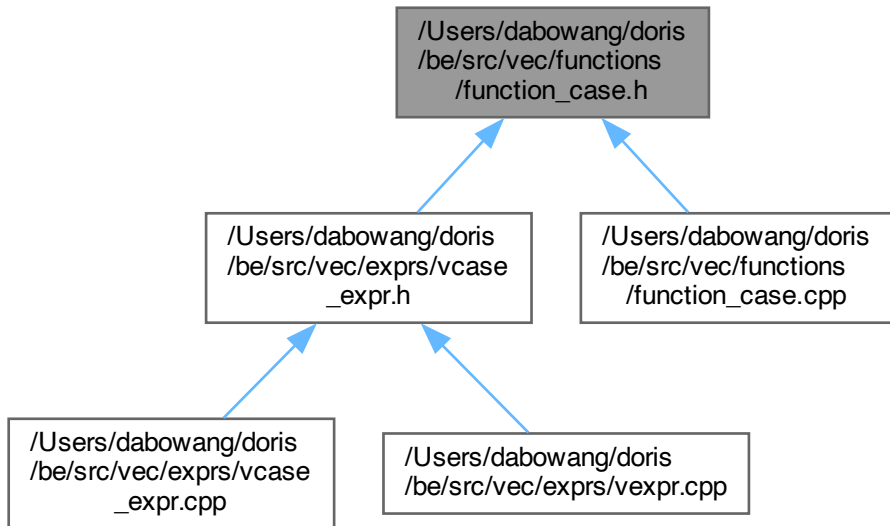 /Users/dabowang/doris
/be/src/vec/functions
/function_case.h
/Users/dabowang/doris
/be/src/vec/exprs/vcase
_expr.h
/Users/dabowang/doris
/be/src/vec/functions
/function_case.cpp
/Users/dabowang/doris
/be/src/vec/exprs/vcase
_expr.cpp
/Users/dabowang/doris
/be/src/vec/exprs/vexpr.cpp